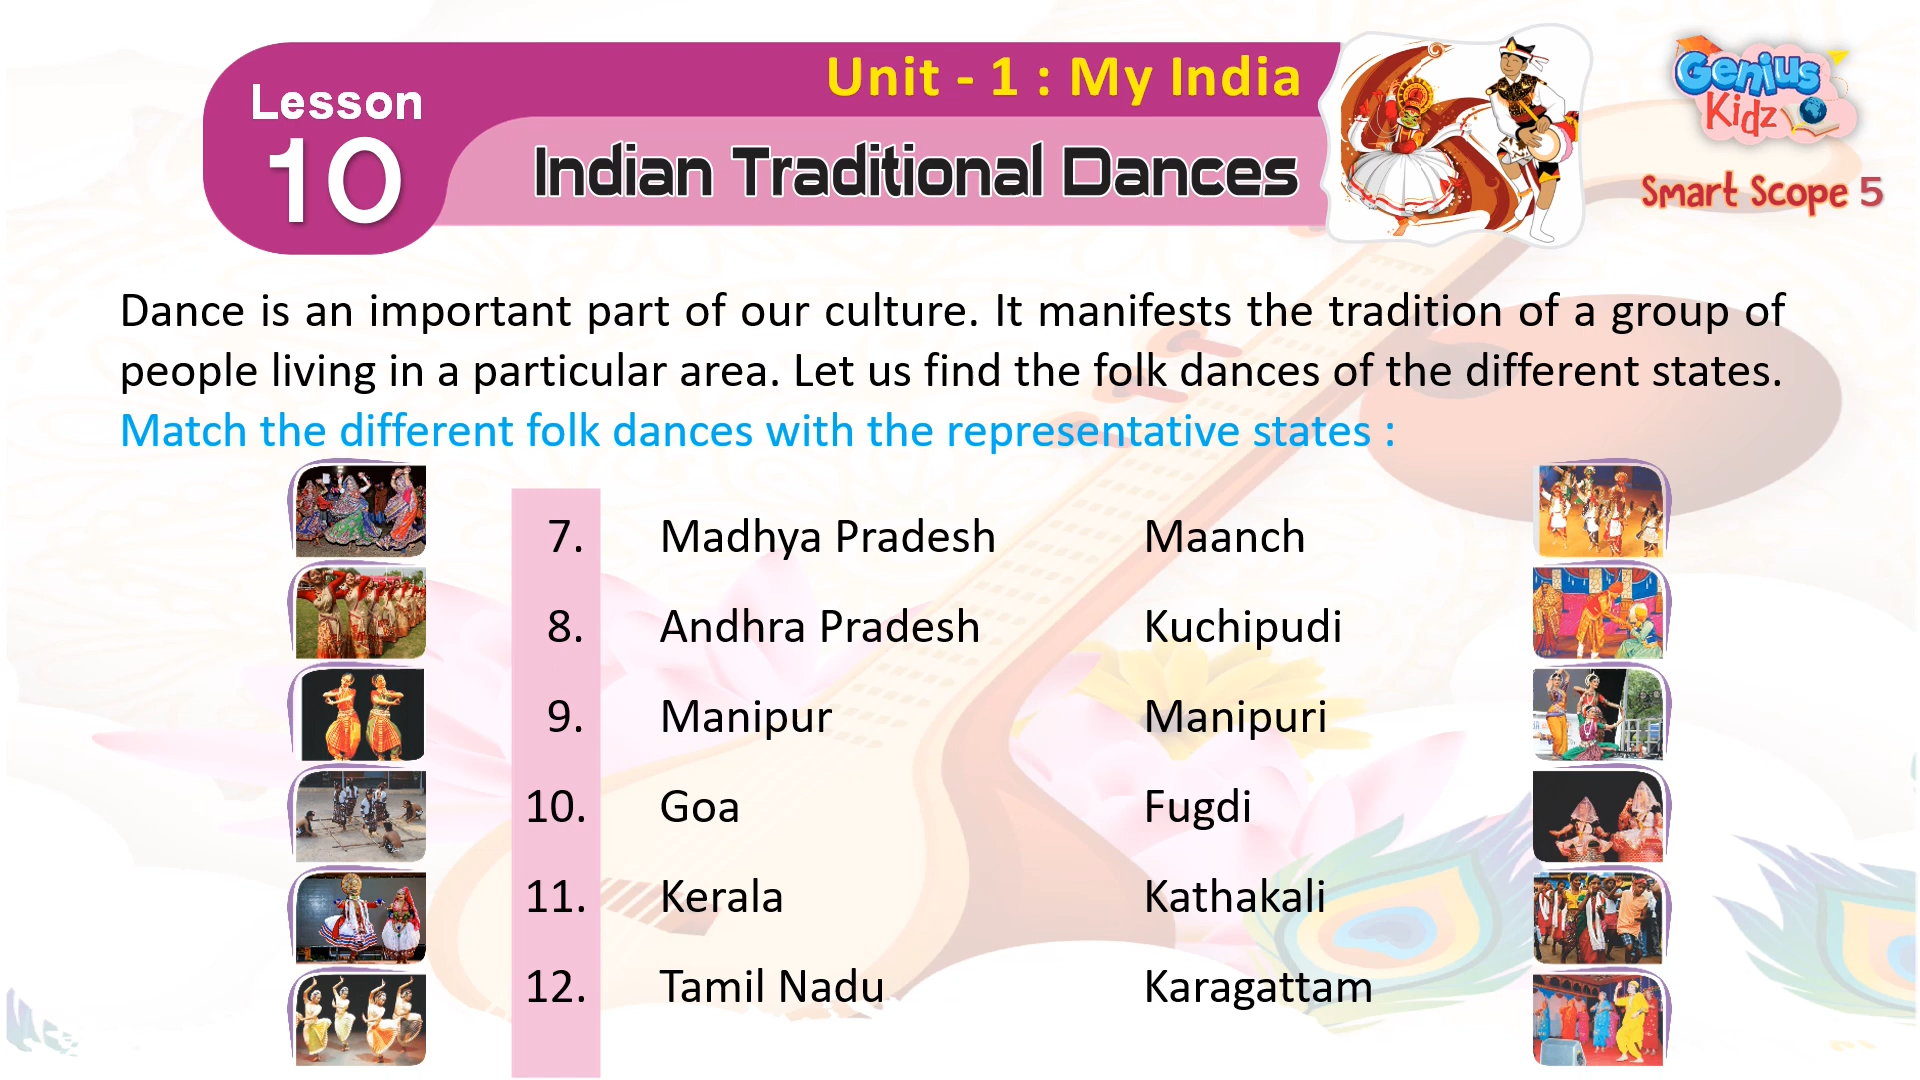 Unit - 1 : My India
Lesson
10
Indian Traditional Dances
Genius
Kidz
Smart Scope 5
Dance is an important part of our culture. It manifests the tradition of a group of
people living in a particular area. Let us find the folk dances of the different states.
Match the different folk dances with the representative states :
7. Madhya Pradesh Maanch
8. Andhra Pradesh Kuchipudi
9. Manipur Manipuri
10. Goa Fugdi
11. Kerala Kathakali
12. Tamil Nadu Karagattam